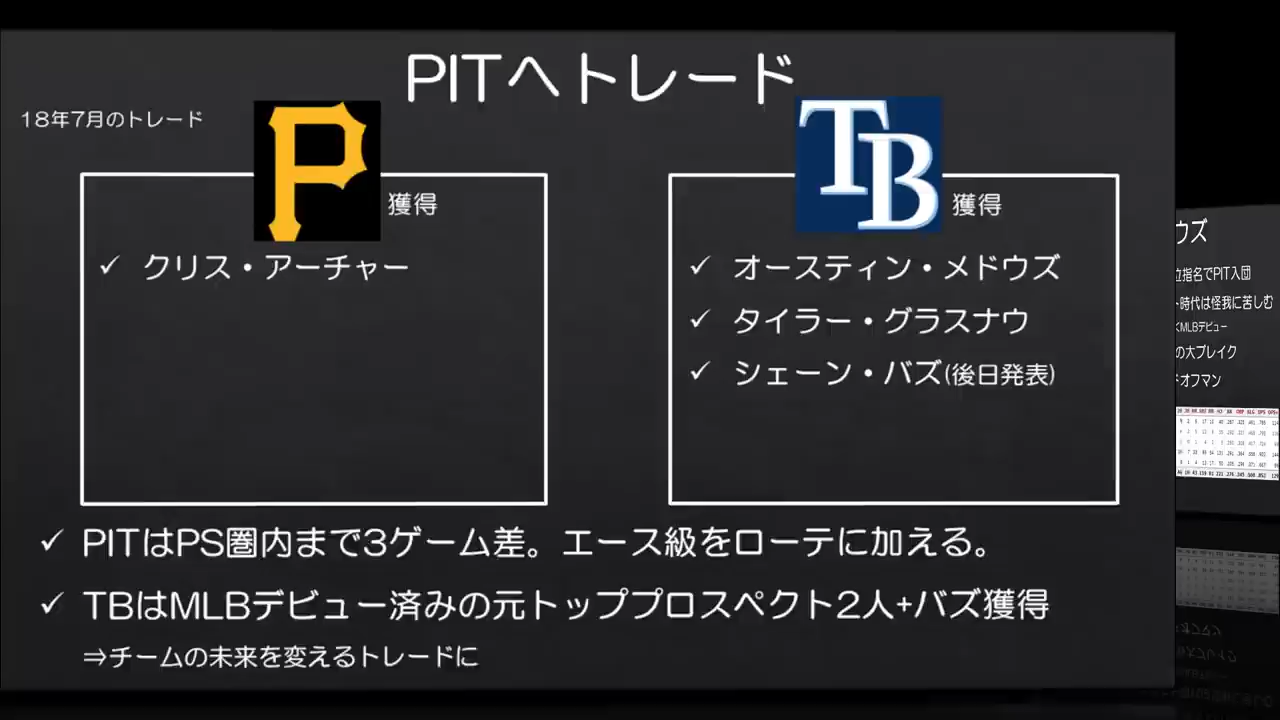 PITへトレード
18年7月のトレード
P
獲得
✓ クリス・アーチャー
TB
獲得
✓ オースティン・メドウズ
✓ タイラー・グラスナウ
✓ シェーン・バズ(後日発表)
✓ PITはPS圏内まで3ゲーム差。エース級をローテに加える。
✓ TBはMLBデビュー済みの元トッププロスペクト2人+バズ獲得
⇒チームの未来を変えるトレードに
ウズ
位指名でPIT入団
時代は怪我に苦しむ
MLBデビュー
の大ブレイク
ドオフマン